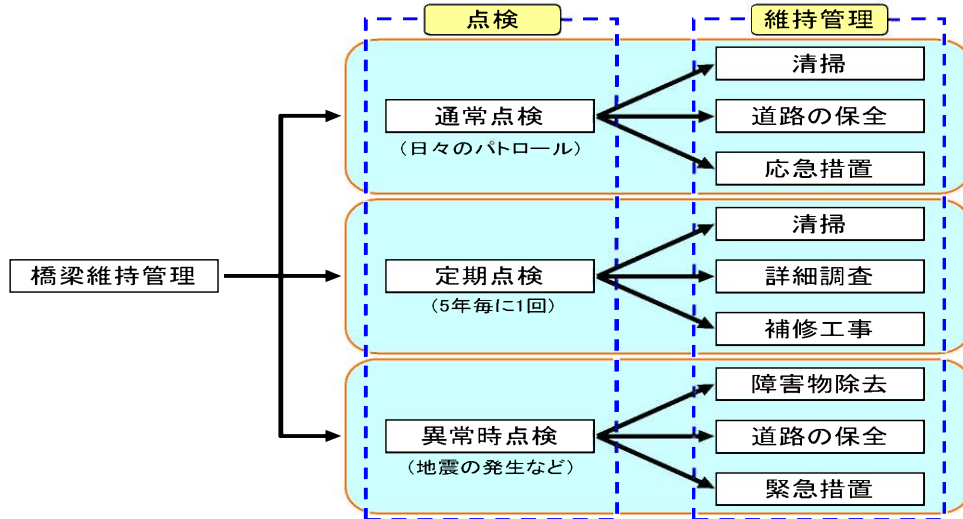 点検
維持管理
橋梁維持管理
通常点検
（日々のパトロール）
清掃
道路の保全
応急措置
定期点検
（5年毎に1回）
清掃
詳細調査
補修工事
異常時点検
（地震の発生など）
障害物除去
道路の保全
緊急措置